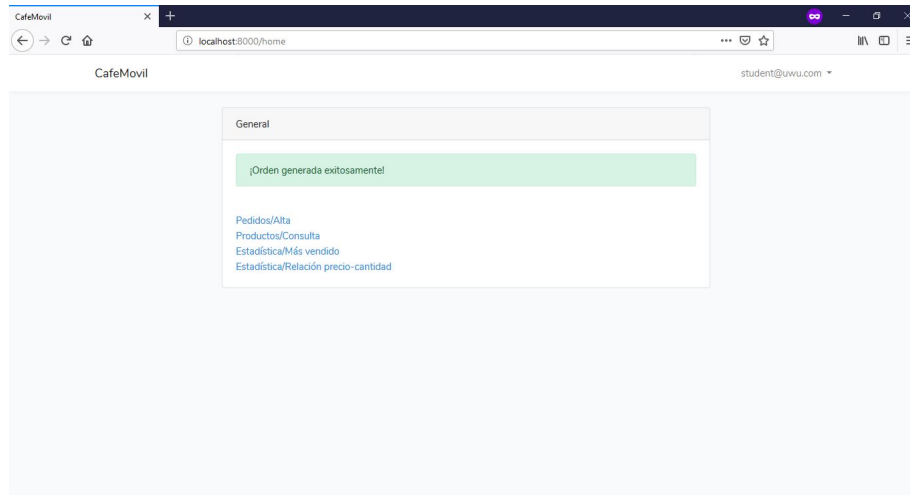 CafeMovil
localhost:8000/home
CafeMovil
student@uwu.com
General
¡Orden generada exitosamente!
Pedidos/Alta
Productos/Consulta
Estadística/Más vendido
Estadística/Relación precio-cantidad